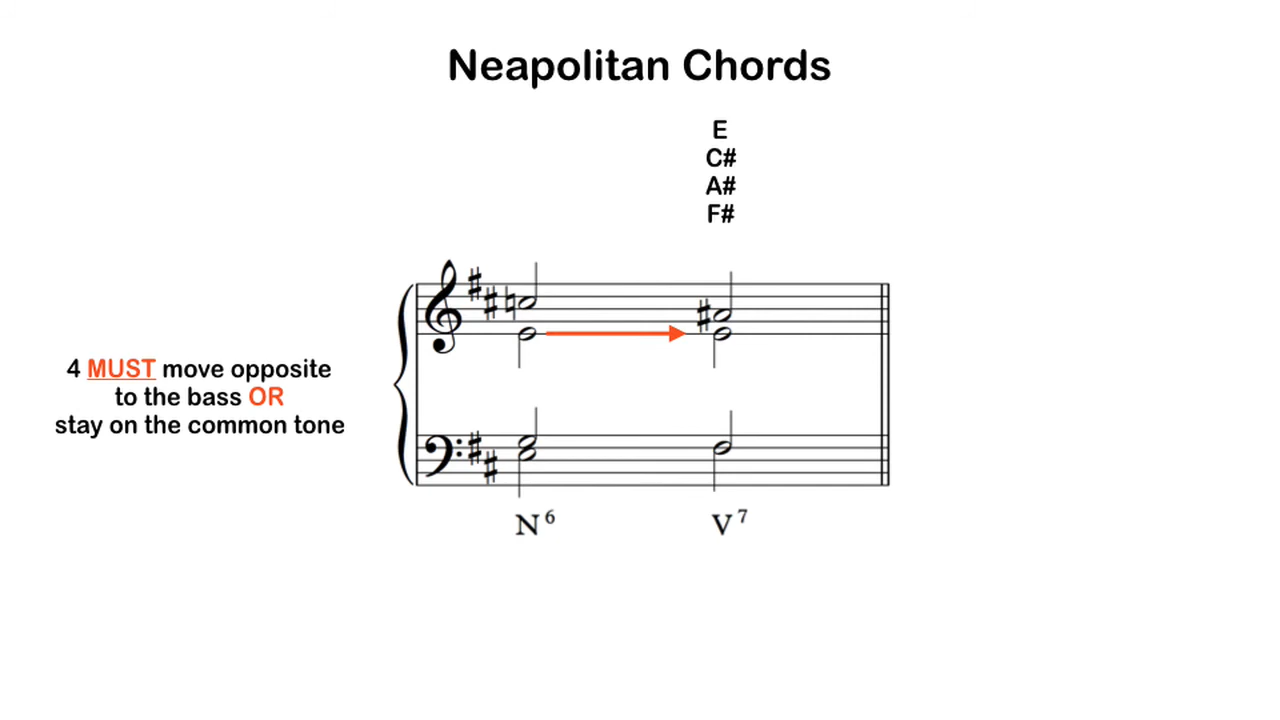 Neapolitan Chords
E
C#
A#
F#
4 MUST move opposite
to the bass OR
stay on the common tone
N6 V7